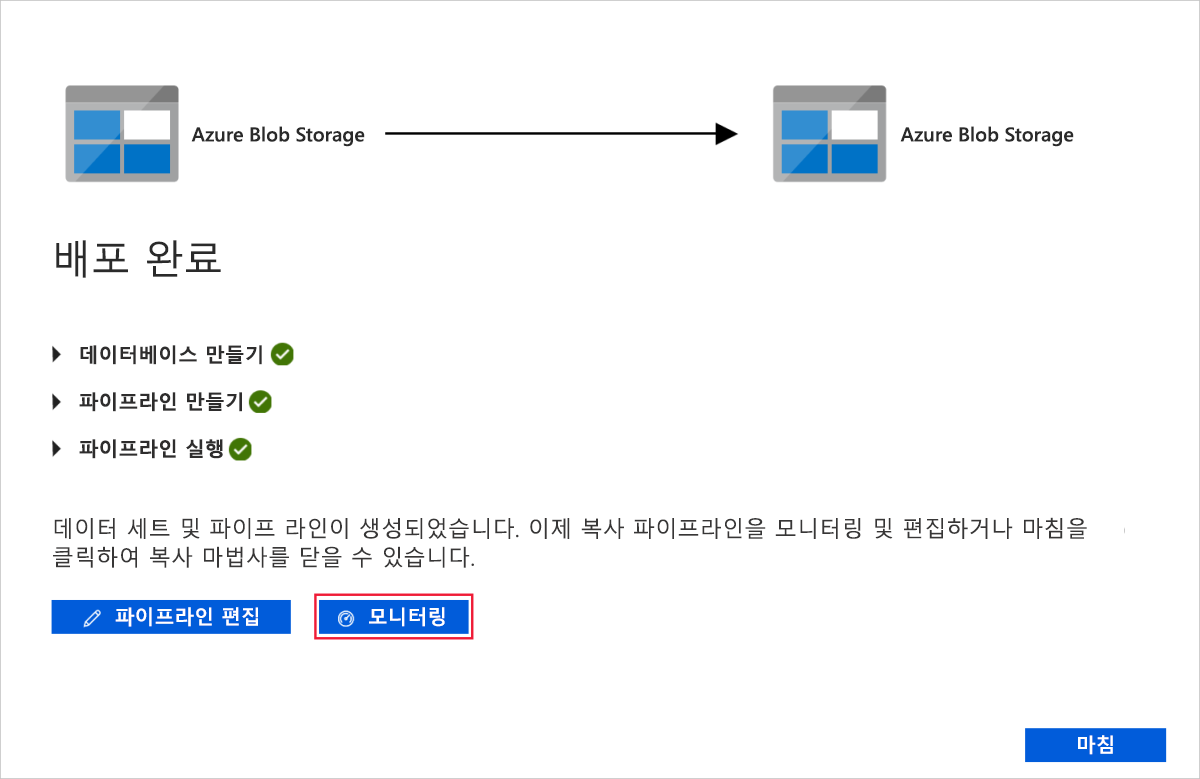 Azure Blob Storage
Azure Blob Storage
배포 완료
데이터베이스 만들기
파이프라인 만들기
파이프라인 실행
데이터 세트 및 파이프 라인이 생성되었습니다. 이제 복사 파이프라인을 모니터링 및 편집하거나 마침을
클릭하여 복사 마법사를 닫을 수 있습니다.
파이프라인 편집
모니터링
마침